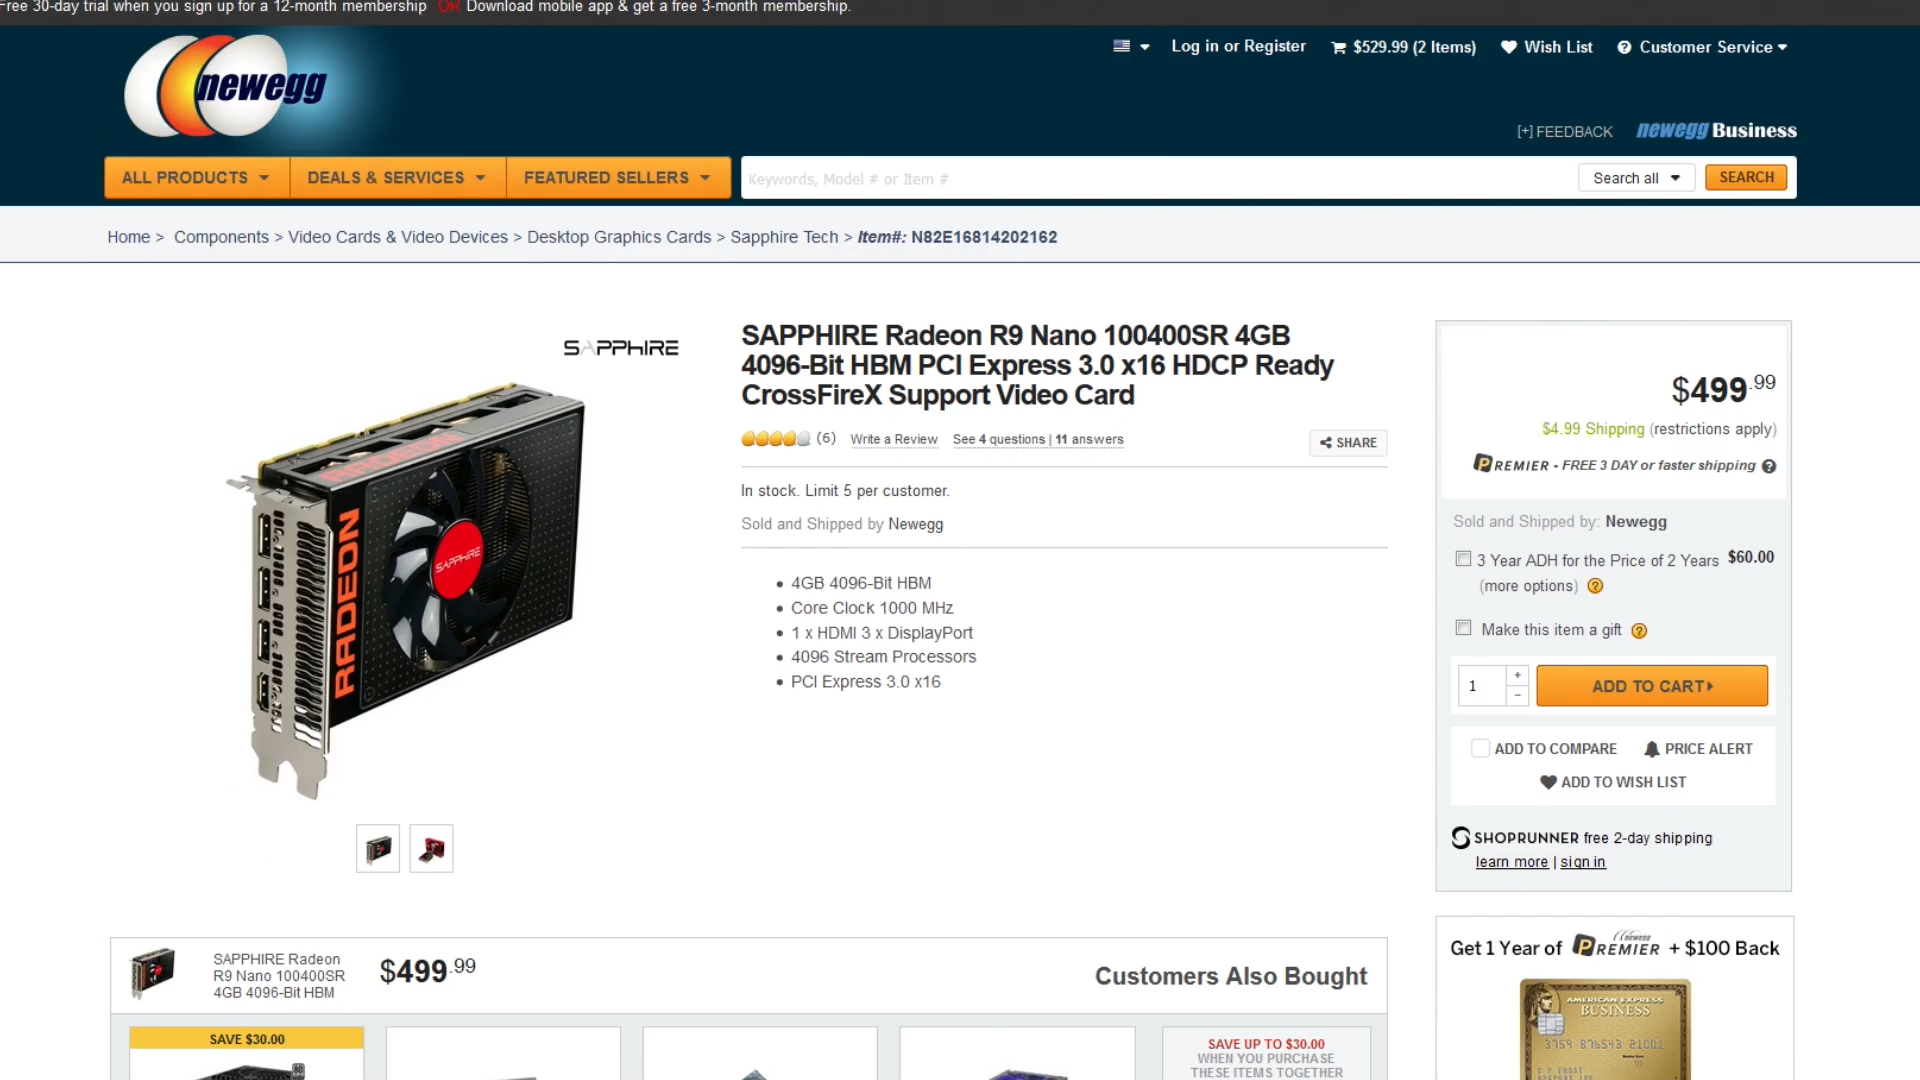 Free 30-day trial when you sign up for a 12-month membership OR Download mobile app & get a free 3-month membership.
Log in or Register
$529.99 (2 Items)
Wish List
Customer Service
newegg
[+] FEEDBACK
newegg Business
ALL PRODUCTS
DEALS & SERVICES
FEATURED SELLERS
Keywords, Model # or Item #
Search all
SEARCH
Home > Components > Video Cards & Video Devices > Desktop Graphics Cards > Sapphire Tech > Item#: N82E16814202162
SAPPHIRE
RADEON
RADEON
SAPPHIRE
SAPPHIRE Radeon R9 Nano 100400SR 4GB
4096-Bit HBM PCI Express 3.0 x16 HDCP Ready
CrossFireX Support Video Card
(6) Write a Review See 4 questions | 11 answers
SHARE
In stock. Limit 5 per customer.
Sold and Shipped by Newegg
4GB 4096-Bit HBM
Core Clock 1000 MHz
1 x HDMI 3 x DisplayPort
4096 Stream Processors
PCI Express 3.0 x16
$499.99
$4.99 Shipping (restrictions apply)
PREMIER - FREE 3 DAY or faster shipping ?
Sold and Shipped by: Newegg
3 Year ADH for the Price of 2 Years $60.00
(more options) ?
Make this item a gift ?
1 + -
ADD TO CART
ADD TO COMPARE
PRICE ALERT
ADD TO WISH LIST
SHOPRUNNER free 2-day shipping
learn more | sign in
SAPPHIRE Radeon
R9 Nano 100400SR
4GB 4096-Bit HBM
$499.99
Customers Also Bought
SAVE $30.00
SAVE UP TO $30.00
WHEN YOU PURCHASE
THESE ITEMS TOGETHER
Get 1 Year of newegg PREMIER + $100 Back
AMERICAN EXPRESS
BUSINESS
3759 876543 21001
C F FROST